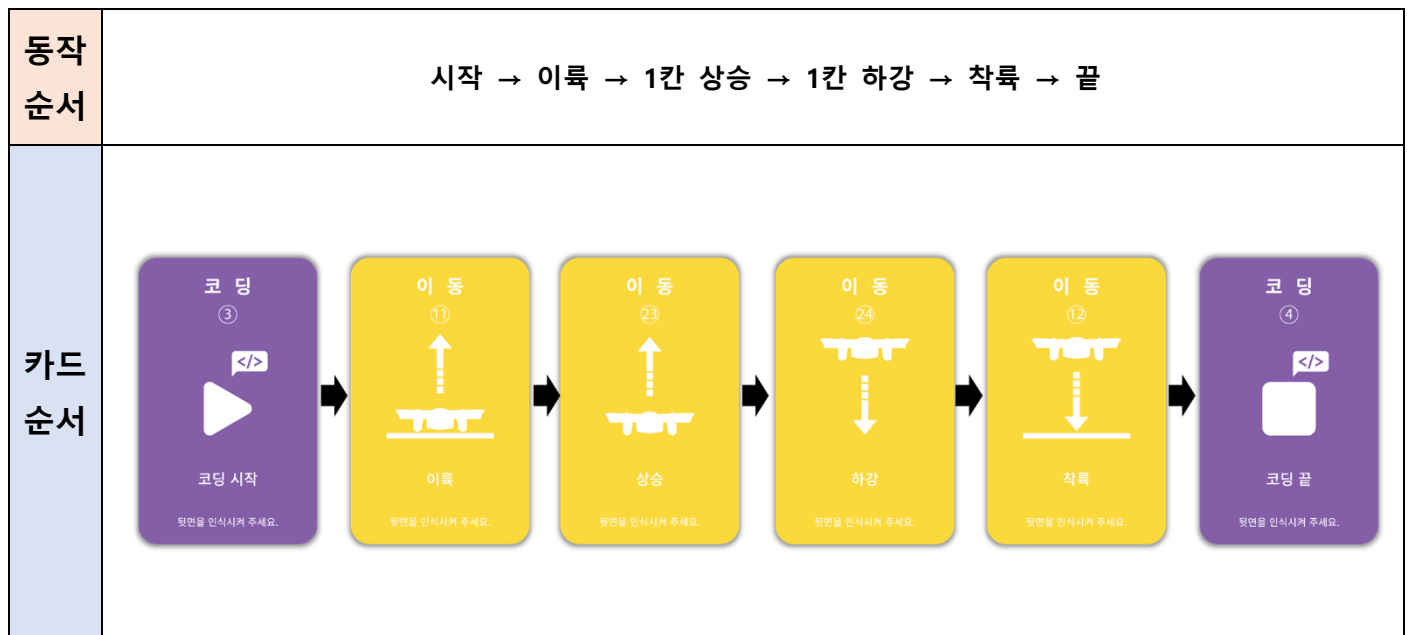 동작
순서
시작 → 이륙 → 1칸 상승 → 1칸 하강 → 착륙 → 끝
카드
순서
코 딩
③
</>
코딩 시작
뒷면을 인식시켜 주세요.
이 동
⑪
이륙
뒷면을 인식시켜 주세요.
이 동
㉓
상승
뒷면을 인식시켜 주세요.
이 동
㉔
하강
뒷면을 인식시켜 주세요.
이 동
⑫
착륙
뒷면을 인식시켜 주세요.
코 딩
④
</>
코딩 끝
뒷면을 인식시켜 주세요.